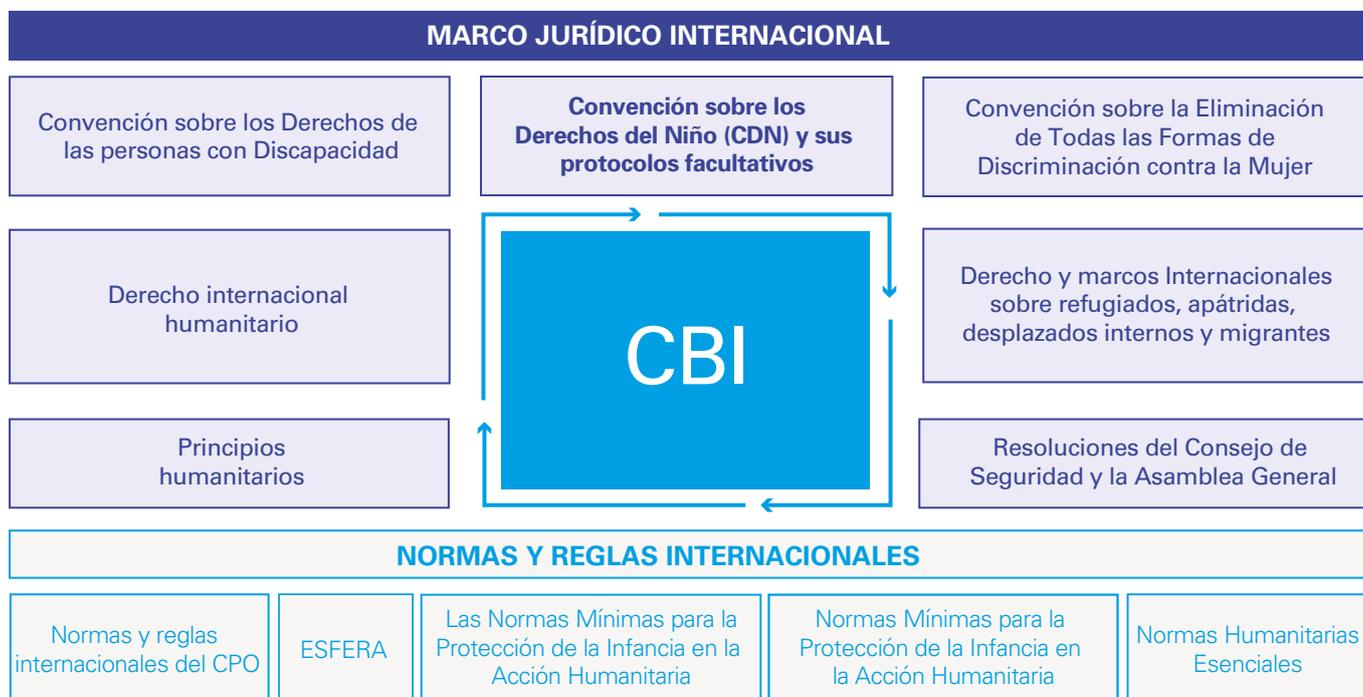 MARCO JURÍDICO INTERNACIONAL
Convención sobre los Derechos de
las personas con Discapacidad
Convención sobre los
Derechos del Niño (CDN) y sus
protocolos facultativos
Convención sobre la Eliminación
de Todas las Formas de
Discriminación contra la Mujer
Derecho internacional
humanitario
CBI
Derecho y marcos Internacionales
sobre refugiados, apátridas,
desplazados internos y migrantes
Principios
humanitarios
Resoluciones del Consejo de
Seguridad y la Asamblea General
NORMAS Y REGLAS INTERNACIONALES
Normas y reglas
internacionales del CPO
ESFERA
Las Normas Mínimas para la
Protección de la Infancia en la
Acción Humanitaria
Normas Mínimas para la
Protección de la Infancia en
la Acción Humanitaria
Normas Humanitarias
Esenciales